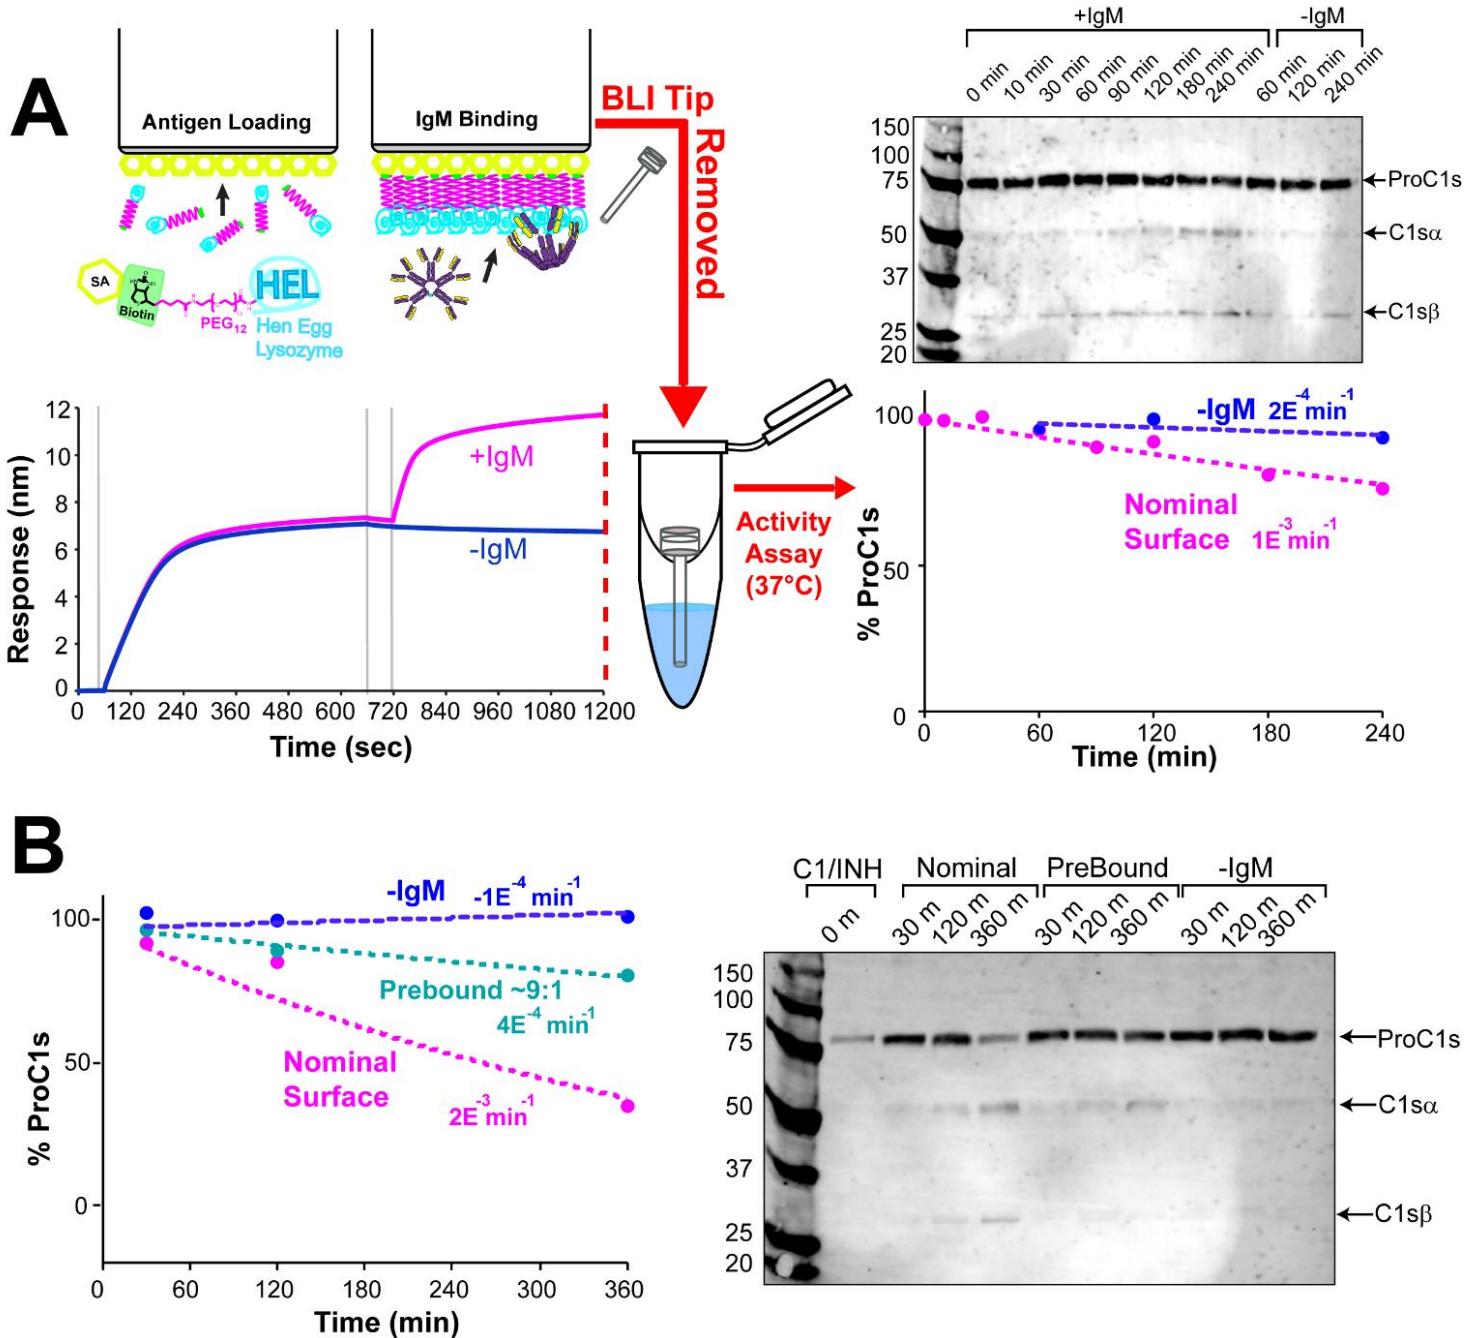 A
Antigen Loading
IgM Binding
BLI Tip
Removed
SA
Biotin
PEG12
HEL
Hen Egg
Lysozyme
+IgM
-IgM
0 min
10 min
30 min
60 min
90 min
120 min
180 min
240 min
60 min
120 min
240 min
150
100
75
50
37
25
20
ProC1s
C1sα
C1sβ
Response (nm)
12
10
8
6
4
2
0
+IgM
-IgM
0 120 240 360 480 600 720 840 960 1080 1200
Time (sec)
Activity
Assay
(37°C)
% ProC1s
100
50
0
-IgM 2E-4 min-1
Nominal
Surface 1E-3 min-1
0 60 120 180 240
Time (min)
B
% ProC1s
100
50
0
-IgM -1E-4 min-1
Prebound ~9:1
4E-4 min-1
Nominal
Surface
2E-3 min-1
0 60 120 180 240 300 360
Time (min)
C1/INH Nominal PreBound -IgM
0 m
30 m
120 m
360 m
30 m
120 m
360 m
30 m
120 m
360 m
150
100
75
50
37
25
20
ProC1s
C1sα
C1sβ